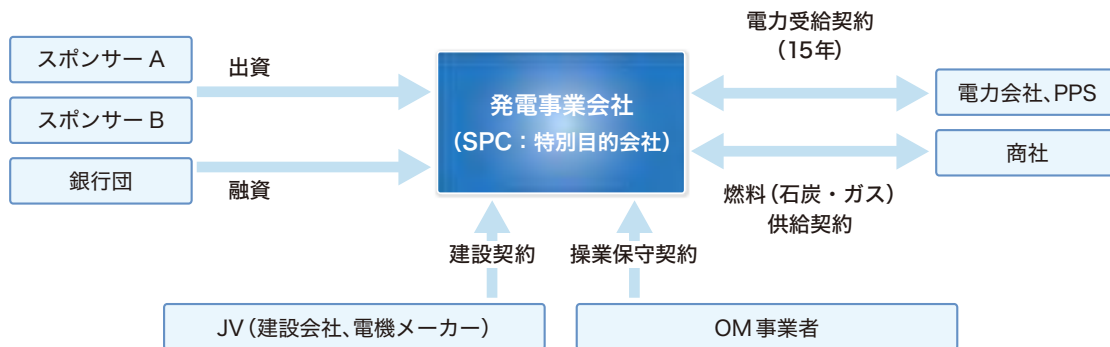 スポンサー A
スポンサー B
銀行団
出資
融資
発電事業会社
(SPC:特別目的会社)
電力受給契約
(15年)
電力会社、PPS
商社
燃料(石炭・ガス)
供給契約
建設契約
操業保守契約
JV(建設会社、電機メーカー)
OM 事業者